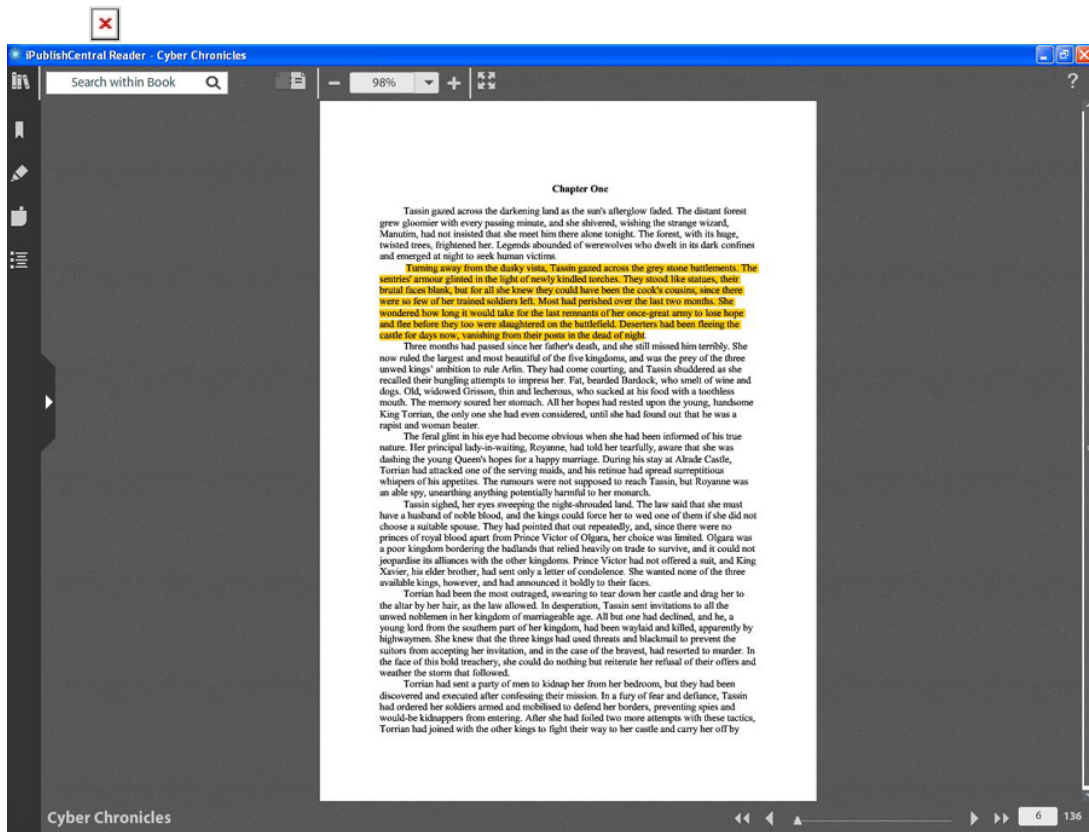 iPublishCentral Reader - Cyber Chronicles
Search within Book
98%
?
Chapter One
Tassin gazed across the darkening land as the sun's afterglow faded. The distant forest
grew gloomier with every passing minute, and she shivered, wishing the strange wizard,
Manutim, had not insisted that she meet him there alone tonight. The forest, with its huge,
twisted trees, frightened her. Legends abounded of werewolves who dwelt in its dark confines
and emerged at night to seek human victims.
Turning away from the dusky vista, Tassin gazed across the grey stone battlements. The
sentries' armour glinted in the light of newly kindled torches. They stood like statues, their
brutal faces blank, but for all she knew they could have been the cook's cousins, since there
were so few of her trained soldiers left. Most had perished over the last two months. She
wondered how long it would take for the last remnants of her once-great army to lose hope
and flee before they too were slaughtered on the battlefield. Deserters had been fleeing the
castle for days now, vanishing from their posts in the dead of night.
Three months had passed since her father's death, and she still missed him terribly. She
now ruled the largest and most beautiful of the five kingdoms, and was the prey of the three
unwed kings' ambition to rule Arlin. They had come courting, and Tassin shuddered as she
recalled their bungling attempts to impress her. Fat, bearded Bardock, who smelt of wine and
dogs. Old, widowed Grisson, thin and lecherous, who sucked at his food with a toothless
mouth. The memory soured her stomach. All her hopes had rested upon the young, handsome
King Torrian, the only one she had even considered, until she had found out that he was a
rapist and woman beater.
The feral glint in his eye had become obvious when she had been informed of his true
nature. Her principal lady-in-waiting, Royanne, had told her tearfully, aware that she was
dashing the young Queen's hopes for a happy marriage. During his stay at Alrade Castle,
Torrian had attacked one of the serving maids, and his retinue had spread surreptitious
whispers of his appetites. The rumours were not supposed to reach Tassin, but Royanne was
an able spy, unearthing anything potentially harmful to her monarch.
Tassin sighed, her eyes sweeping the night-shrouded land. The law said that she must
have a husband of noble blood, and the kings could force her to wed one of them if she did not
choose a suitable spouse. They had pointed that out repeatedly, and, since there were no
princes of royal blood apart from Prince Victor of Olgara, her choice was limited. Olgara was
a poor kingdom bordering the badlands that relied heavily on trade to survive, and it could not
jeopardise its alliances with the other kingdoms. Prince Victor had not offered a suit, and King
Xavier, his elder brother, had sent only a letter of condolence. She wanted none of the three
available kings, however, and had announced it boldly to their faces.
Torrian had been the most outraged, swearing to tear down her castle and drag her to
the altar by her hair, as the law allowed. In desperation, Tassin sent invitations to all the
unwed noblemen in her kingdom of marriageable age. All but one had declined, and he, a
young lord from the southern part of her kingdom, had been waylaid and killed, apparently by
highwaymen. She knew that the three kings had used threats and blackmail to prevent the
suitors from accepting her invitation, and in the case of the bravest, had resorted to murder. In
the face of this bold treachery, she could do nothing but reiterate her refusal of their offers and
weather the storm that followed.
Torrian had sent a party of men to kidnap her from her bedroom, but they had been
discovered and executed after confessing their mission. In a fury of fear and defiance, Tassin
had ordered her soldiers armed and mobilised to defend her borders, preventing spies and
would-be kidnappers from entering. After she had foiled two more attempts with these tactics,
Torrian had joined with the other kings to fight their way to her castle and carry her off by
Cyber Chronicles
6
136